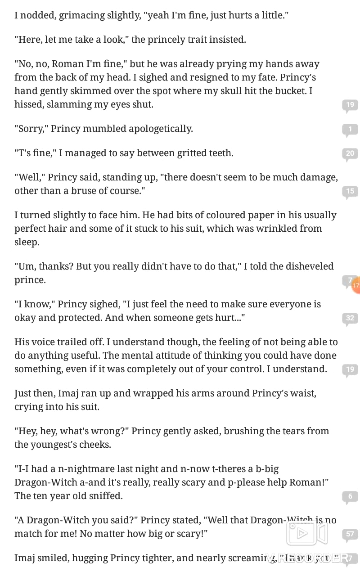 I nodded, grimacing slightly, "yeah I'm fine, just hurts a little."
"Here, let me take a look," the princely trait insisted.
"No, no, Roman I'm fine," but he was already prying my hands away
from the back of my head. I sighed and resigned to my fate. Princy's
hand gently skimmed over the spot where my skull hit the bucket. I
hissed, slamming my eyes shut.
19
"Sorry," Princy mumbled apologetically.
1
"T's fine," I managed to say between gritted teeth.
20
"Well," Princy said, standing up, "there doesn't seem to be much damage,
other than a bruse of course."
15
I turned slightly to face him. He had bits of coloured paper in his usually
perfect hair and some of it stuck to his suit, which was wrinkled from
sleep.
"Um, thanks? But you really didn't have to do that," I told the disheveled
prince.
"I know," Princy sighed, "I just feel the need to make sure everyone is
okay and protected. And when someone gets hurt..."
32
His voice trailed off. I understand though, the feeling of not being able to
do anything useful. The mental attitude of thinking you could have done
something, even if it was completely out of your control. I understand.
19
Just then, Imaj ran up and wrapped his arms around Princy's waist,
crying into his suit.
"Hey, hey, what's wrong?" Princy gently asked, brushing the tears from
the youngest's cheeks.
"I-I had a n-nightmare last night and n-now t-theres a b-big
Dragon-Witch a-and it's really, really scary and p-please help Roman!"
The ten year old sniffed.
6
"A Dragon-Witch you said?" Princy stated, "Well that Dragon-Witch is no
match for me! No matter how big or scary!"
57
Imaj smiled, hugging Princy tighter, and nearly screaming,